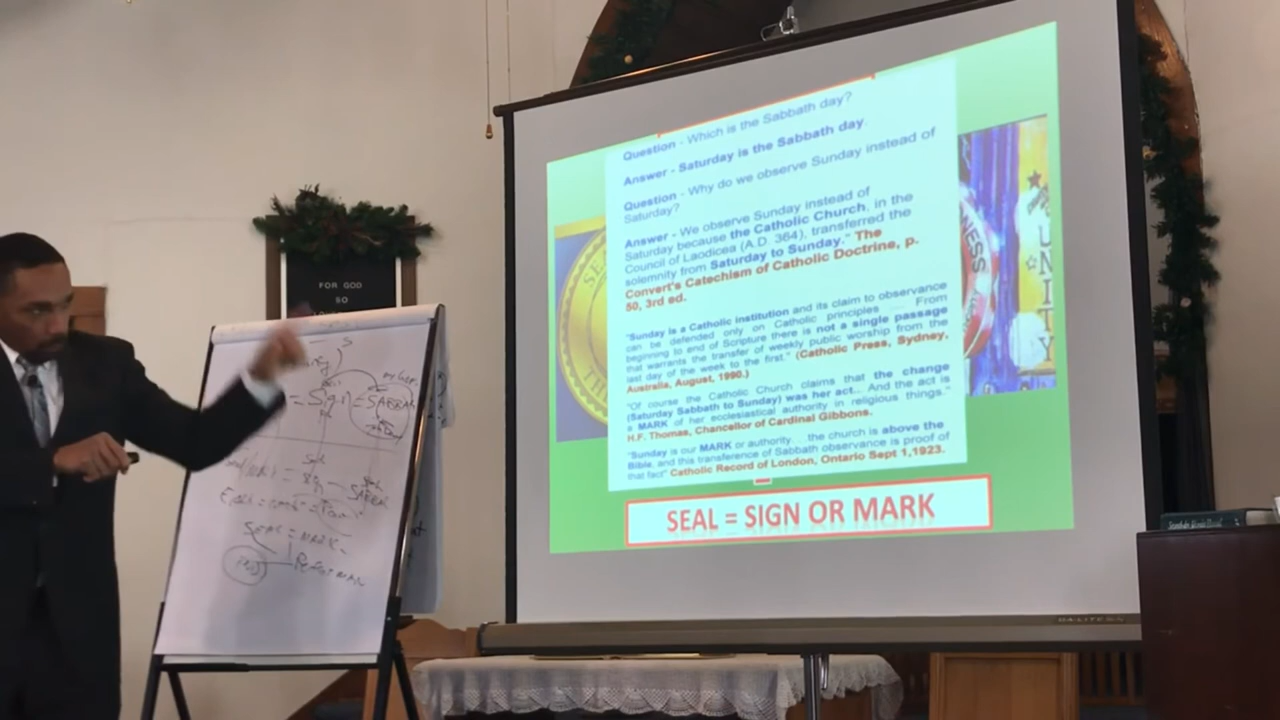 Question - Which is the Sabbath day?
Answer - Saturday is the Sabbath day.
Question - Why do we observe Sunday instead of
Saturday?
Answer - We observe Sunday instead of
Saturday because the Catholic Church, in the
Council of Laodicea (A.D. 364), transferred the
solemnity from Saturday to Sunday." The
Convert's Catechism of Catholic Doctrine, p.
50, 3rd ed.
"Sunday is a Catholic institution and its claim to observance
can be defended only on Catholic principles ... From
beginning to end of Scripture there is not a single passage
that warrants the transfer of weekly public worship from the
last day of the week to the first." (Catholic Press, Sydney,
Australia, August, 1990.)
"Of course the Catholic Church claims that the change
(Saturday Sabbath to Sunday) was her act... And the act is
a MARK of her ecclesiastical authority in religious things."
H.F. Thomas, Chancellor of Cardinal Gibbons.
"Sunday is our MARK or authority. ... the church is above the
Bible, and this transference of Sabbath observance is proof of
that fact" Catholic Record of London, Ontario Sept 1,1923.
SEAL = SIGN OR MARK
UNITY
NESS
SEA
TH
FOR GOD
SO
= Sign = SABBAH
SABBAH
SEAL = MARK
DA-LITE